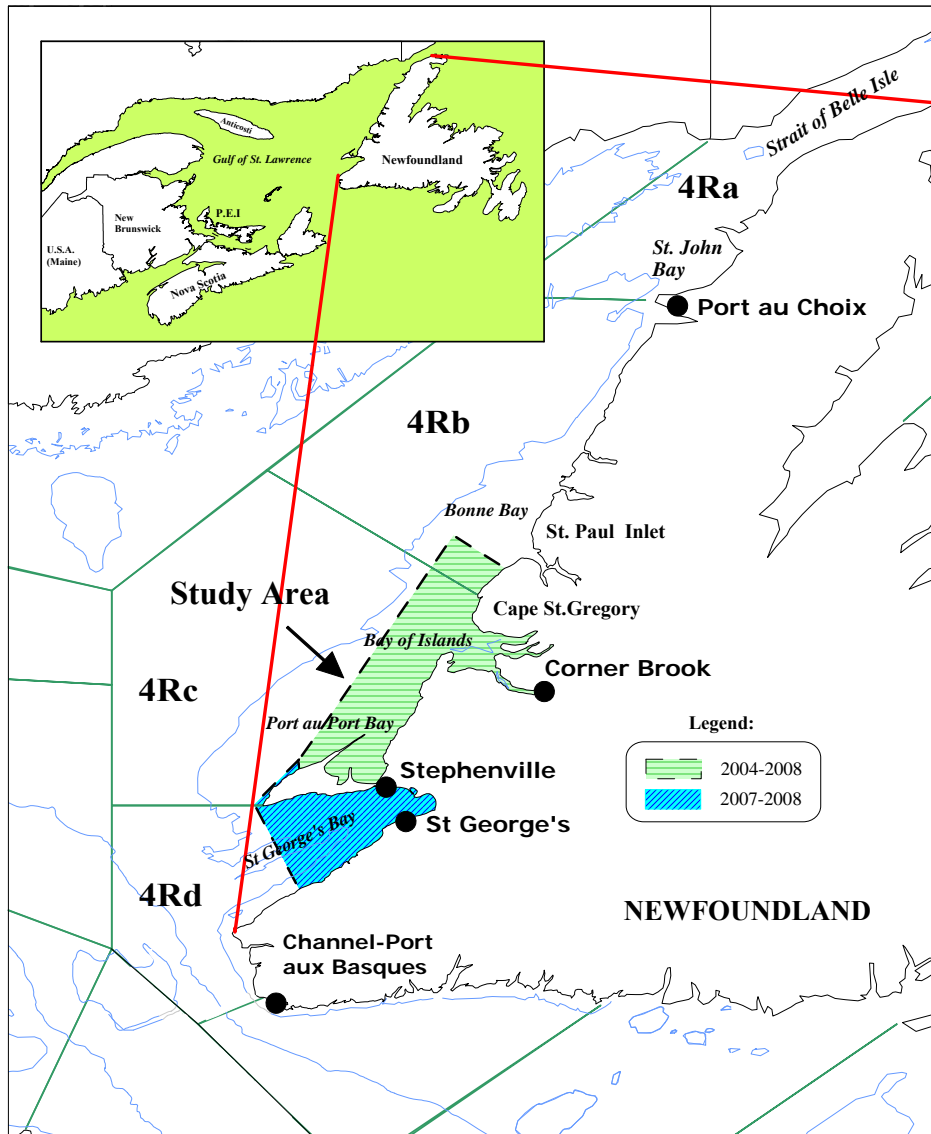 Anticosti
Gulf of St. Lawrence
Newfoundland
New
Brunswick
P.E.I
U.S.A.
(Maine)
Nova Scotia
Strait of Belle Isle
4Ra
St. John
Bay
Port au Choix
4Rb
Bonne Bay
St. Paul Inlet
Study Area
Cape St.Gregory
Bay of Islands
Corner Brook
4Rc
Port au Port Bay
Legend:
2004-2008
2007-2008
Stephenville
St George's
St George's Bay
4Rd
NEWFOUNDLAND
Channel-Port
aux Basques